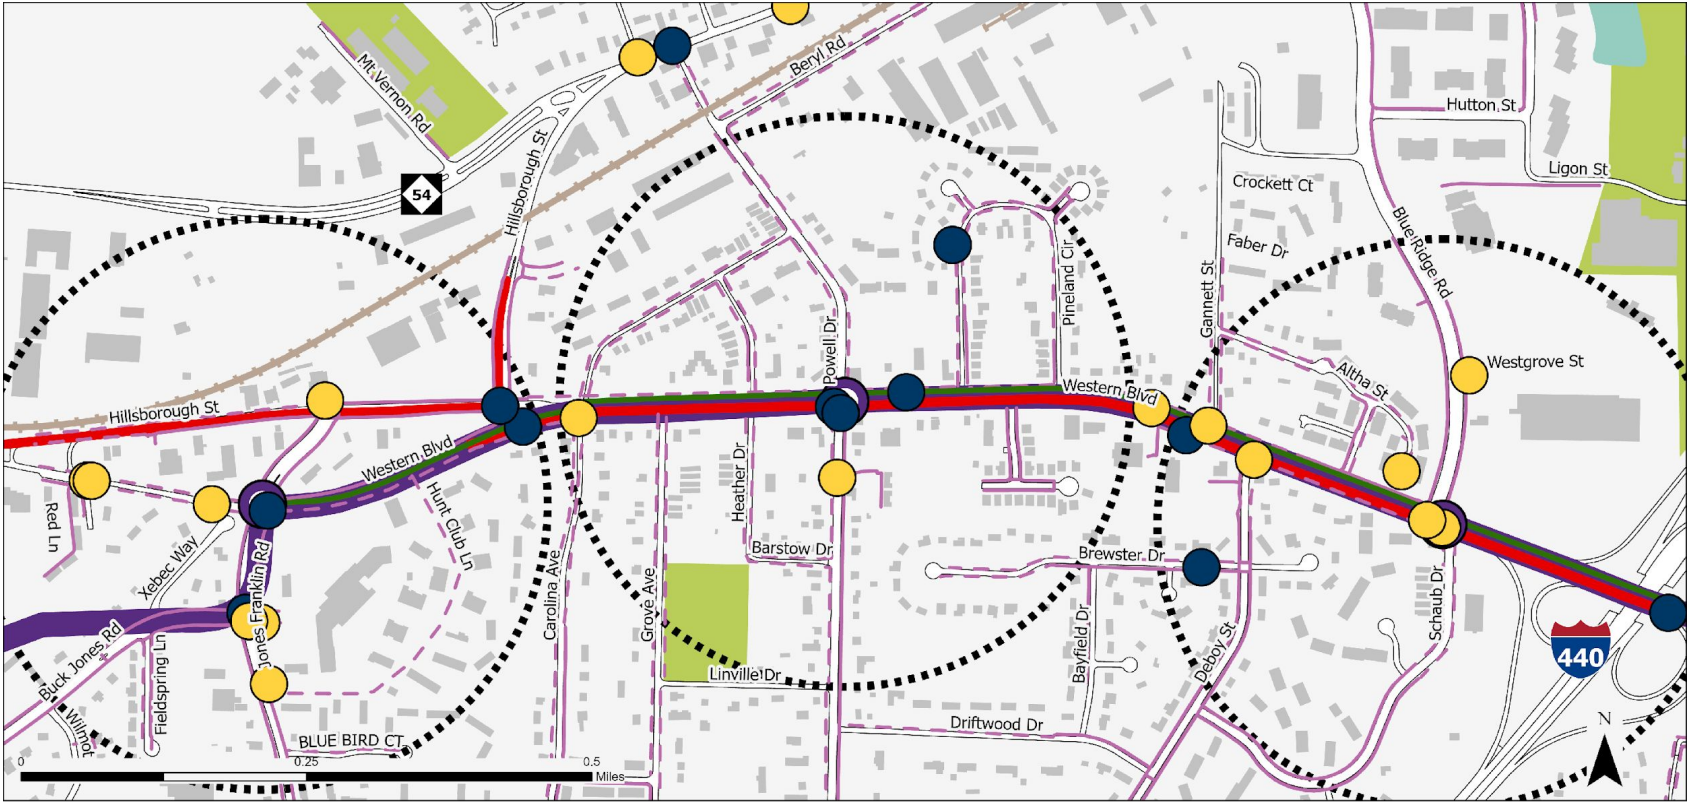 Mt Vernon Rd
Beryl Rd
Hutton St
Ligon St
54
Hillsborough St
Crockett Ct
Faber Dr
Blue Ridge Rd
Pineland Cir
Gannett St
Powell Dr
Altha St
Westgrove St
Hillsborough St
Western Blvd
Western Blvd
Red Ln
Hunt Club Ln
Heather Dr
Xebec Way
Jones Franklin Rd
Barstow Dr
Brewster Dr
Carolina Ave
Grove Ave
Bayfield Dr
Deboy St
Schaub Dr
440
Buck Jones Rd
Fieldspring Ln
Linville Dr
Driftwood Dr
Wilmot
BLUE BIRD CT
N
0
0.25
0.5
Miles